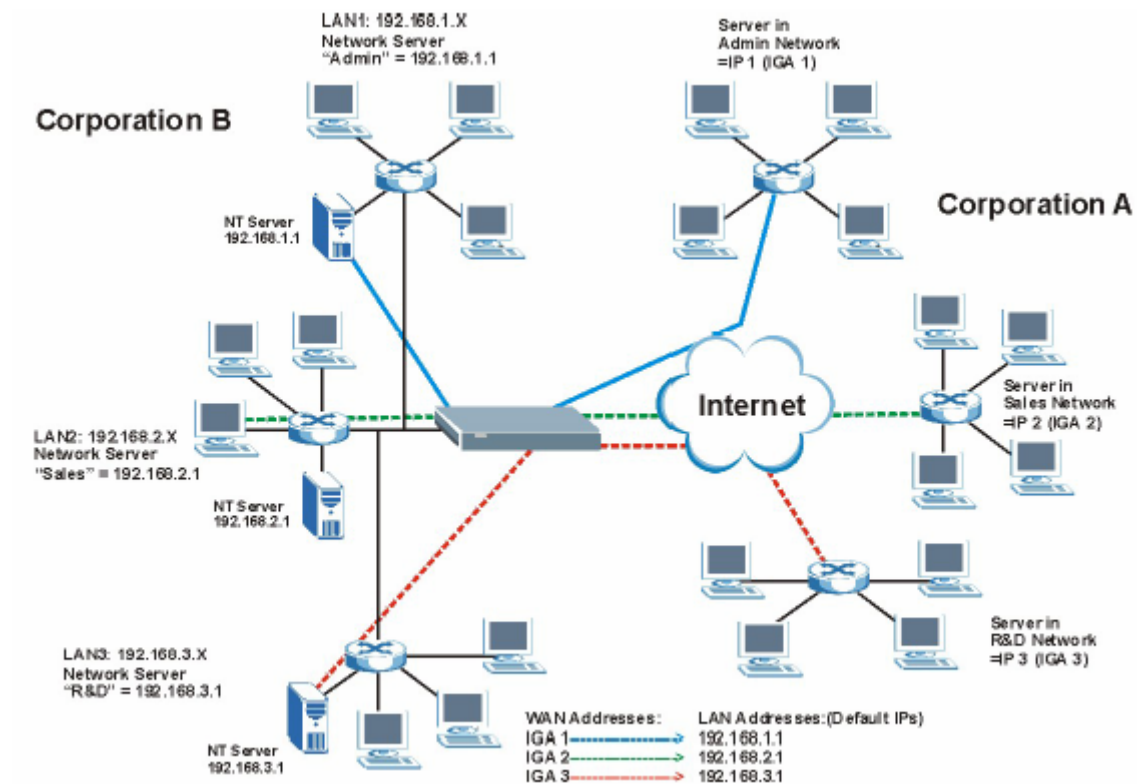 LAN1: 192.168.1.X
Network Server
“Admin” = 192.168.1.1
Server in
Admin Network
=IP 1 (IGA 1)
Corporation B
NT Server
192.168.1.1
Corporation A
Internet
Server in
Sales Network
=IP 2 (IGA 2)
LAN2: 192.168.2.X
Network Server
“Sales” = 192.168.2.1
NT Server
192.168.2.1
Server in
R&D Network
=IP 3 (IGA 3)
LAN3: 192.168.3.X
Network Server
“R&D” = 192.168.3.1
NT Server
192.168.3.1
WAN Addresses: LAN Addresses:(Default IPs)
IGA 1 192.168.1.1
IGA 2 192.168.2.1
IGA 3 192.168.3.1